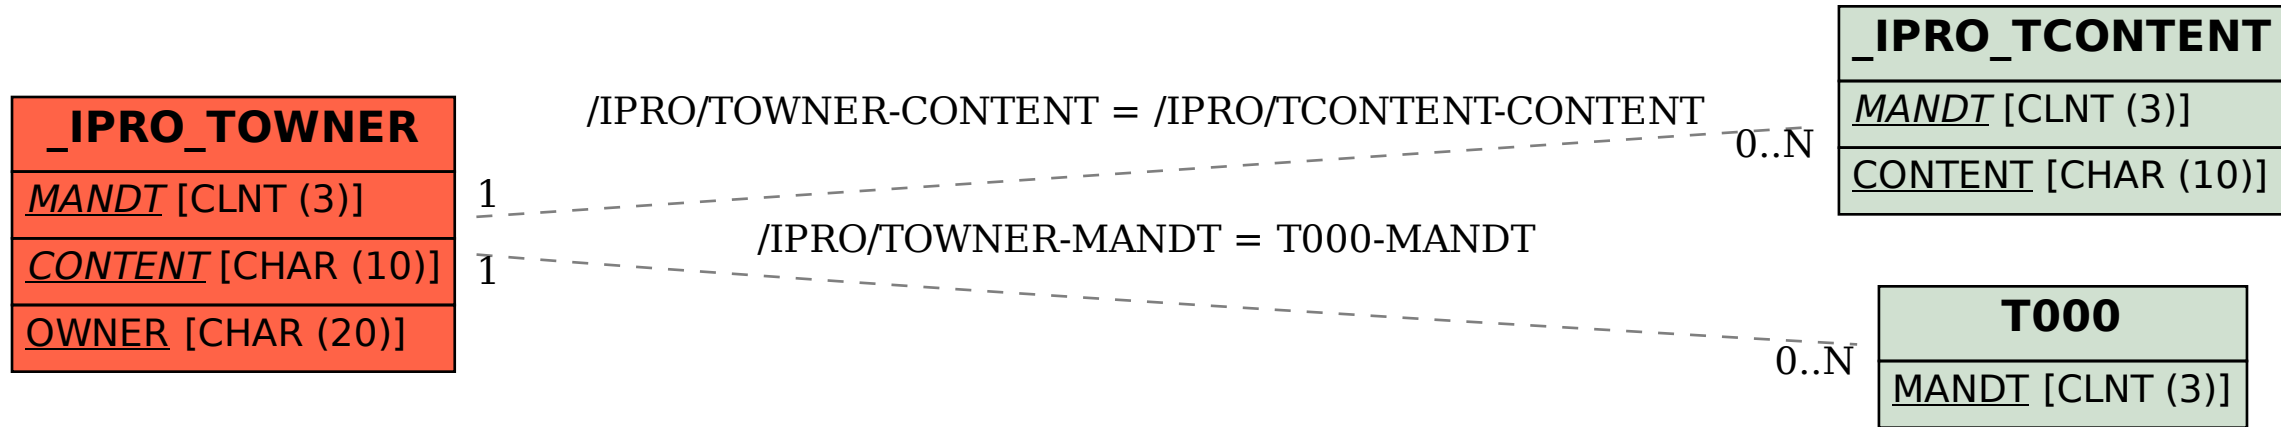 _IPRO_TOWNER
MANDT [CLNT (3)]
CONTENT [CHAR (10)]
OWNER [CHAR (20)]
/IPRO/TOWNER-CONTENT = /IPRO/TCONTENT-CONTENT
1
0..N
/IPRO/TOWNER-MANDT = T000-MANDT
1
0..N
_IPRO_TCONTENT
MANDT [CLNT (3)]
CONTENT [CHAR (10)]
T000
MANDT [CLNT (3)]